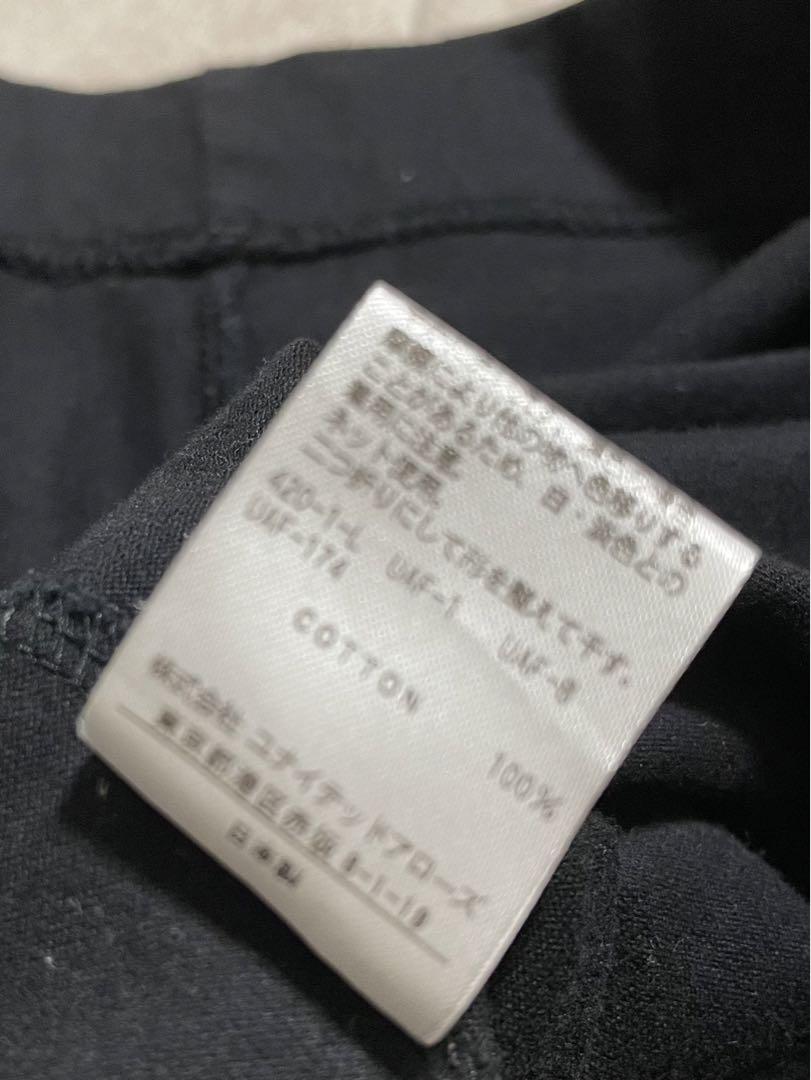 により他の物へ色移りする
ことがあるため、白・淡色との
着用に注意。
ネット使用。
二つ折りにして形を整えて干す。
420-1-L UAF-1 UAF-8
UAF-174
COTTON 100%
株式会社 ユナイテッドアローズ
東京都港区赤坂 8-1-19
日本製